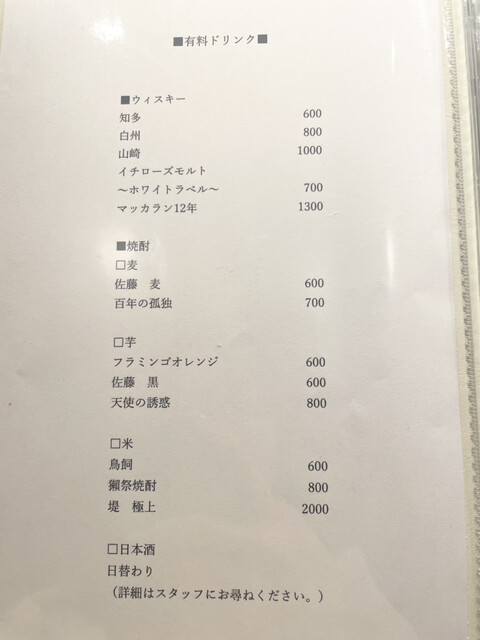 ■有料ドリンク■
■ウィスキー
知多 600
白州 800
山崎 1000
イチローズモルト
～ホワイトラベル～ 700
マッカラン12年 1300
■焼酎
□麦
佐藤 麦 600
百年の孤独 700
□芋
フラミンゴオレンジ 600
佐藤 黒 600
天使の誘惑 800
□米
鳥飼 600
獺祭焼酎 800
堤 極上 2000
□日本酒
日替わり
（詳細はスタッフにお尋ねください。）